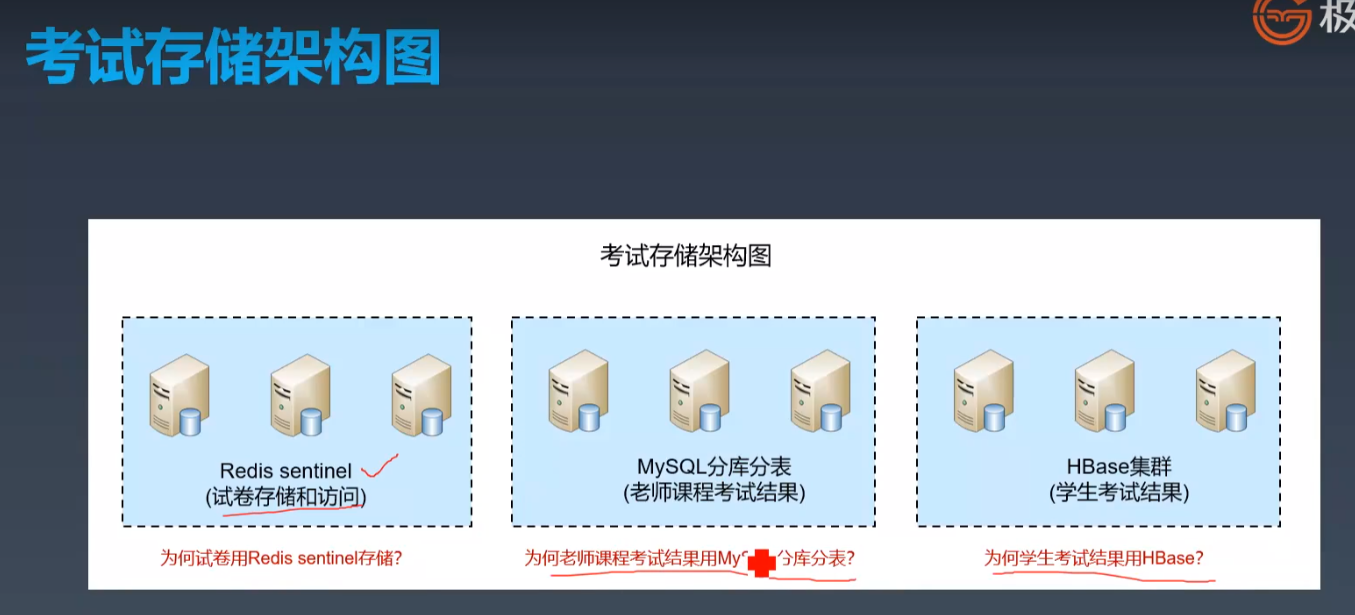 考试存储架构图
极
考试存储架构图
Redis sentinel
(试卷存储和访问)
MySQL分库分表
(老师课程考试结果)
HBase集群
(学生考试结果)
为何试卷用Redis sentinel存储?
为何老师课程考试结果用My 分库分表?
为何学生考试结果用HBase?